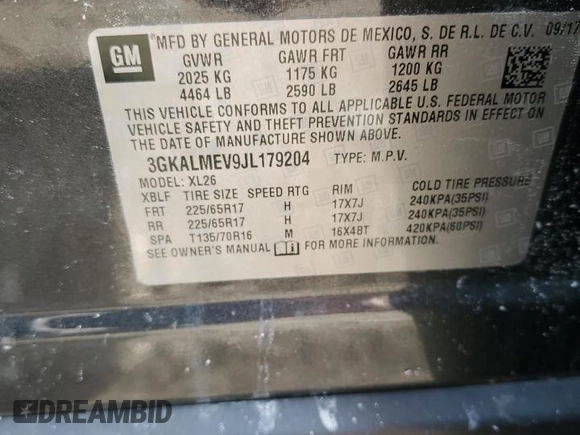 GM
MFD BY GENERAL MOTORS DE MEXICO, S. DE R.L. DE C.V. 09/17
GVWR GAWR FRT GAWR RR
2025 KG 1175 KG 1200 KG
4464 LB 2590 LB 2645 LB
THIS VEHICLE CONFORMS TO ALL APPLICABLE U.S. FEDERAL MOTOR
VEHICLE SAFETY AND THEFT PREVENTION STANDARDS IN EFFECT ON
THE DATE OF MANUFACTURE SHOWN ABOVE.
3GKALMEV9JL179204 TYPE: M.P.V.
MODEL: XL26
XBLF TIRE SIZE SPEED RTG RIM COLD TIRE PRESSURE
FRT 225/65R17 H 17X7J 240KPA(35PSI)
RR 225/65R17 H 17X7J 240KPA(35PSI)
SPA T135/70R16 M 16X4BT 420KPA(60PSI)
SEE OWNER'S MANUAL FOR MORE INFORMATION.
DREAMBID